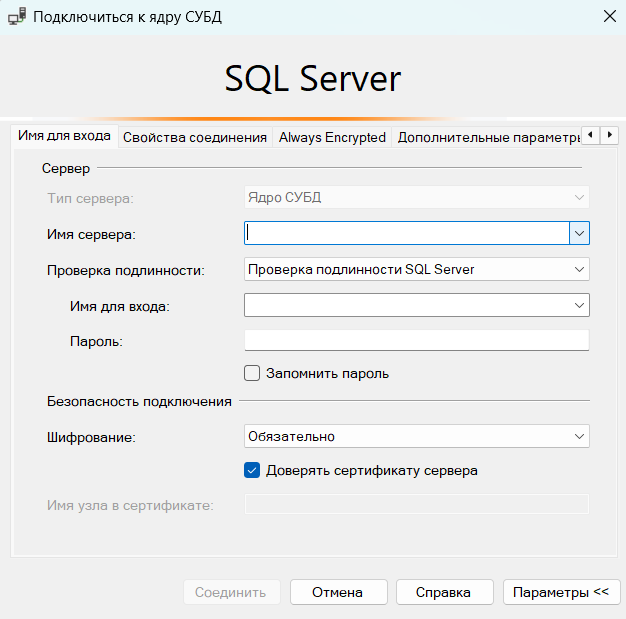 Подключиться к ядру СУБД
SQL Server
Имя для входа Свойства соединения Always Encrypted Дополнительные параметры
Сервер
Тип сервера: Ядро СУБД
Имя сервера:
Проверка подлинности: Проверка подлинности SQL Server
Имя для входа:
Пароль:
Запомнить пароль
Безопасность подключения
Шифрование: Обязательно
Доверять сертификату сервера
Имя узла в сертификате:
Соединить Отмена Справка Параметры <<